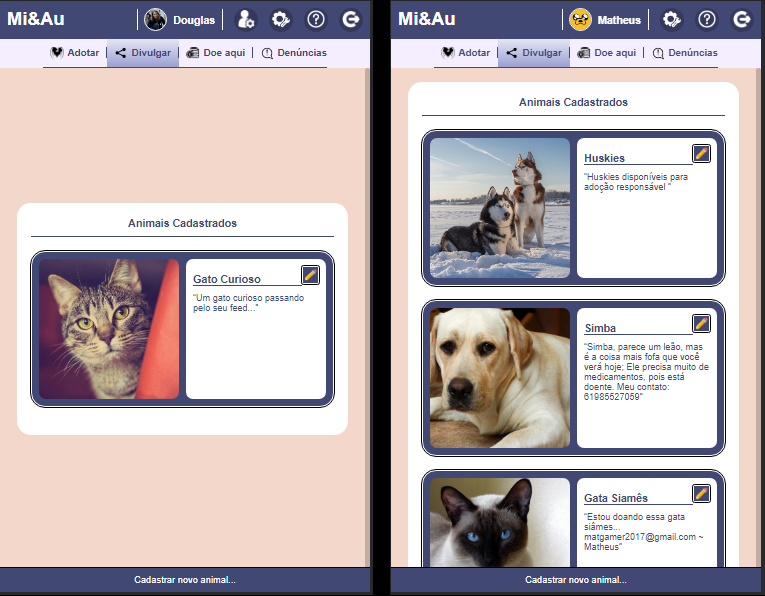 Mi&Au
Douglas
Adotar
Divulgar
Doe aqui
Denúncias
Animais Cadastrados
Gato Curioso
"Um gato curioso passando
pelo seu feed..."
Cadastrar novo animal...
Mi&Au
Matheus
Adotar
Divulgar
Doe aqui
Denúncias
Animais Cadastrados
Huskies
"Huskies disponíveis para
adoção responsável "
Simba
"Simba, parece um leão, mas
é a coisa mais fofa que você
verá hoje; Ele precisa muito de
medicamentos, pois está
doente. Meu contato:
61985527059"
Gata Siamês
"Estou doando essa gata
siâmes...
matgamer2017@gmail.com ~
Matheus"
Cadastrar novo animal...